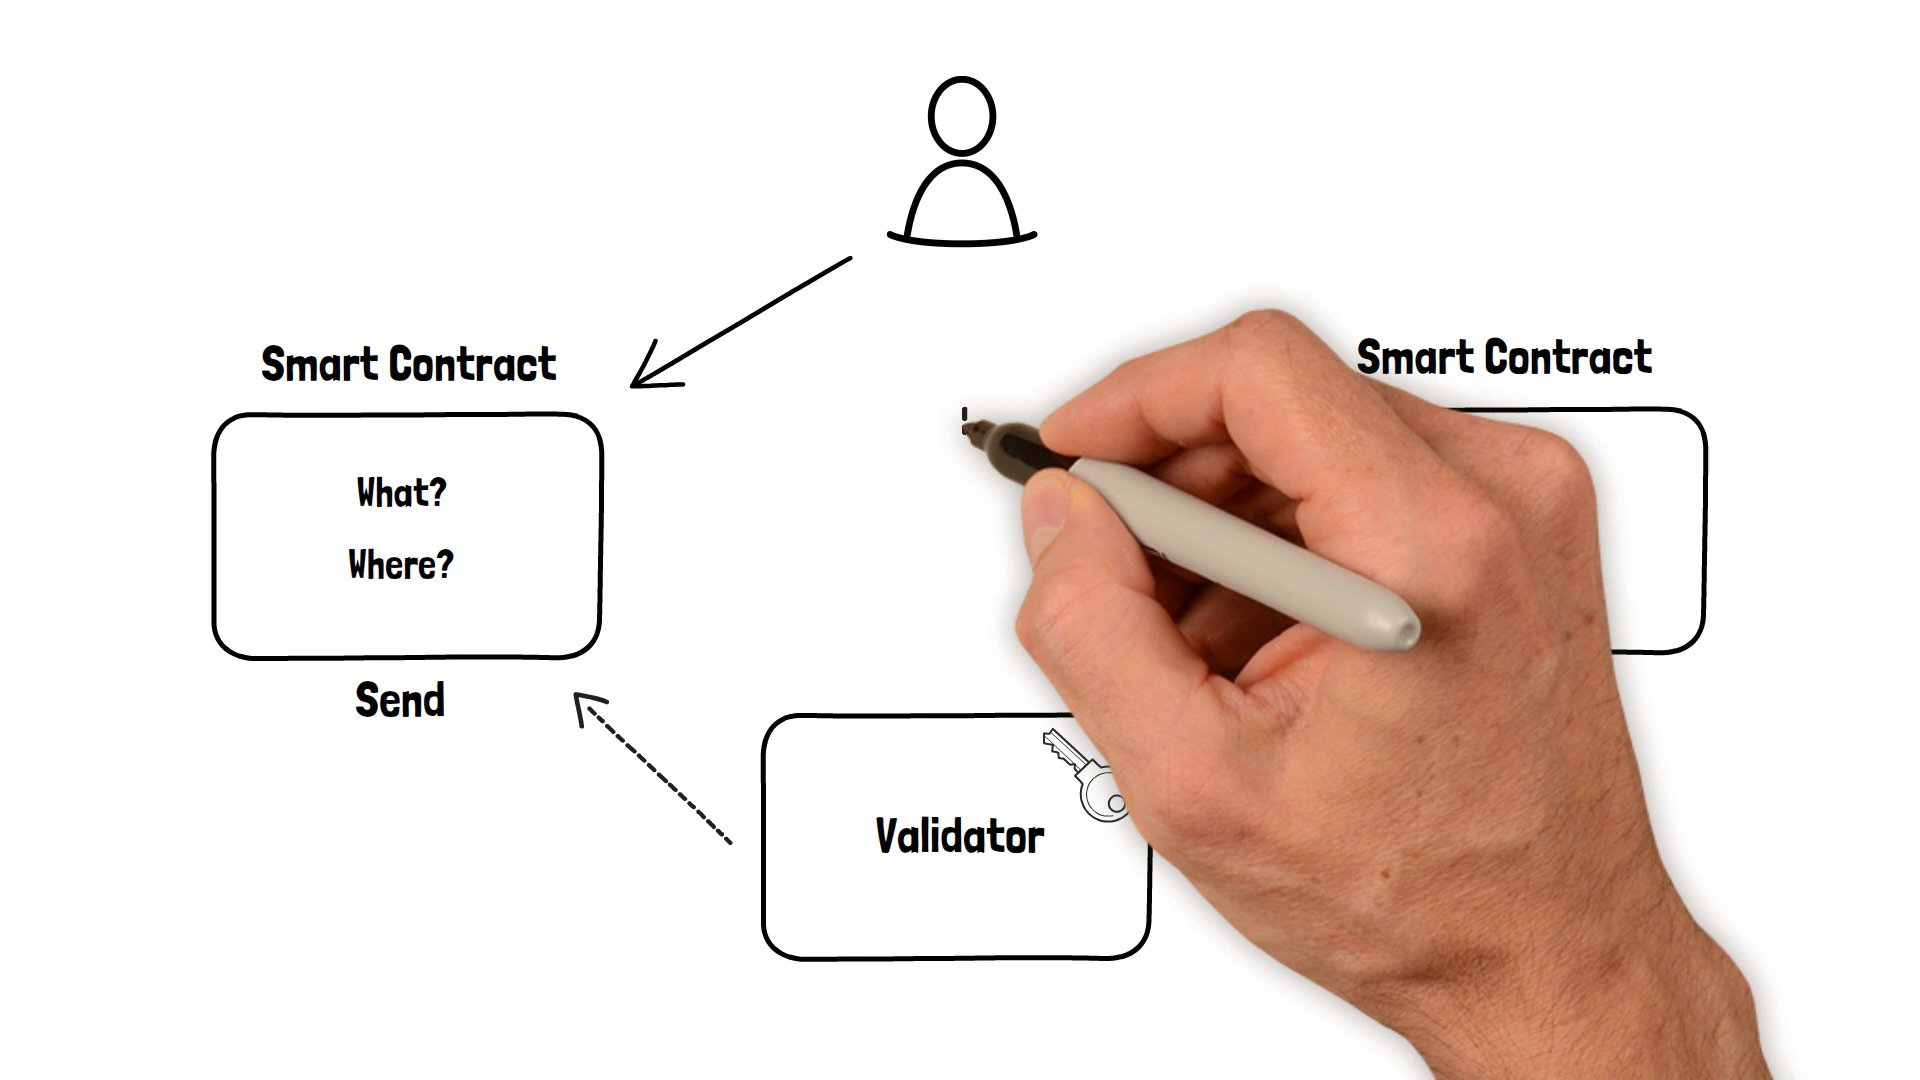 Smart Contract
What?
Where?
Send
Smart Contract
Validator